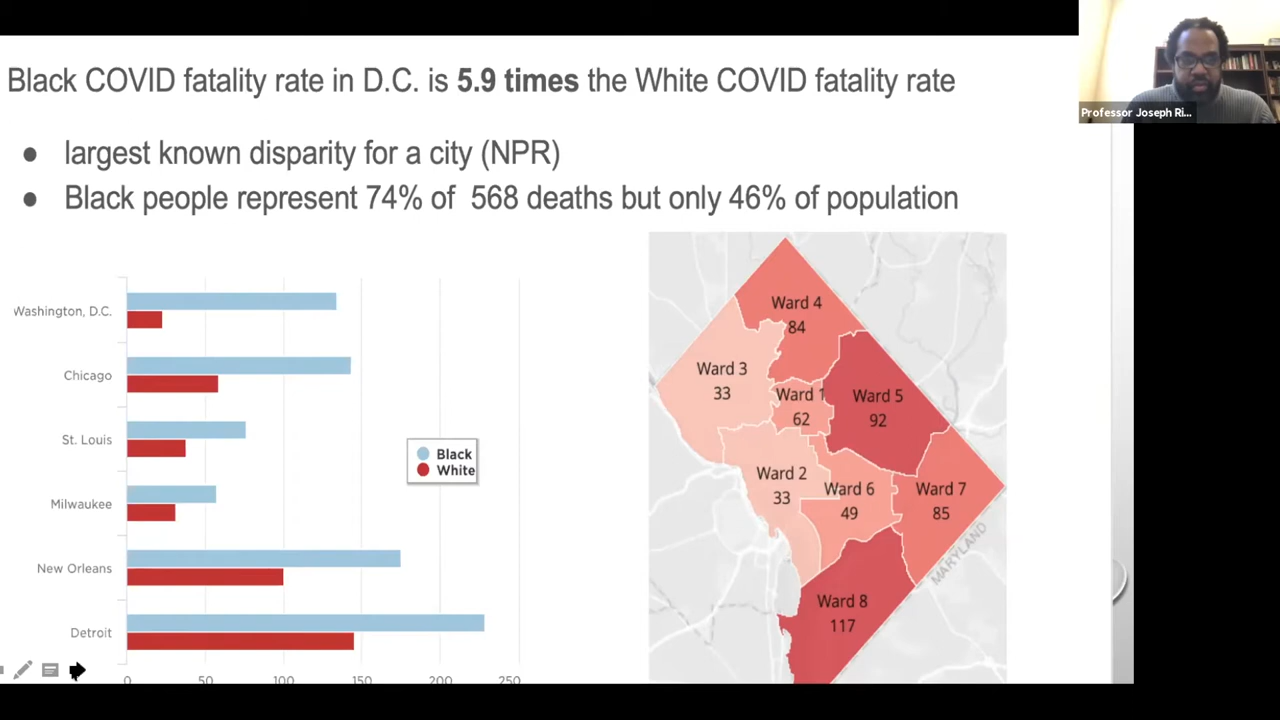 Black COVID fatality rate in D.C. is 5.9 times the White COVID fatality rate
● largest known disparity for a city (NPR)
● Black people represent 74% of 568 deaths but only 46% of population
Professor Joseph Ri...
Washington, D.C.
Chicago
St. Louis
Milwaukee
New Orleans
Detroit
0 50 100 150 200 250
Black
White
Ward 4
84
Ward 3
33
Ward 1
62
Ward 5
92
Ward 2
33
Ward 6
49
Ward 7
85
Ward 8
117
MARYLAND